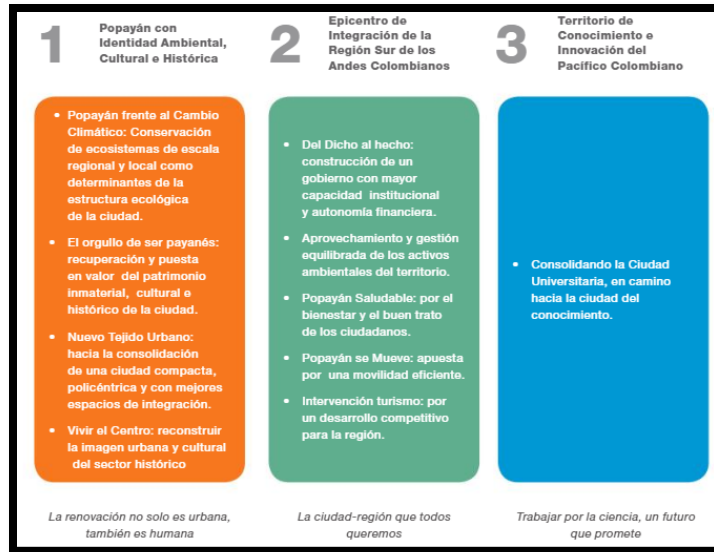 1
Popayán con
Identidad Ambiental,
Cultural e Histórica
• Popayán frente al Cambio
Climático: Conservación
de ecosistemas de escala
regional y local como
determinantes de la
estructura ecológica
de la ciudad.
• El orgullo de ser payanés:
recuperación y puesta
en valor del patrimonio
inmaterial, cultural e
histórico de la ciudad.
• Nuevo Tejido Urbano:
hacia la consolidación
de una ciudad compacta,
policéntrica y con mejores
espacios de integración.
• Vivir el Centro: reconstruir
la imagen urbana y cultural
del sector histórico
La renovación no solo es urbana,
también es humana
2
Epicentro de
Integración de la
Región Sur de los
Andes Colombianos
• Del Dicho al hecho:
construcción de un
gobierno con mayor
capacidad institucional
y autonomía financiera.
• Aprovechamiento y gestión
equilibrada de los activos
ambientales del territorio.
• Popayán Saludable: por el
bienestar y el buen trato
de los ciudadanos.
• Popayán se Mueve: apuesta
por una movilidad eficiente.
• Intervención turismo: por
un desarrollo competitivo
para la región.
La ciudad-región que todos
queremos
3
Territorio de
Conocimiento e
Innovación del
Pacífico Colombiano
• Consolidando la Ciudad
Universitaria, en camino
hacia la ciudad del
conocimiento.
Trabajar por la ciencia, un futuro
que promete